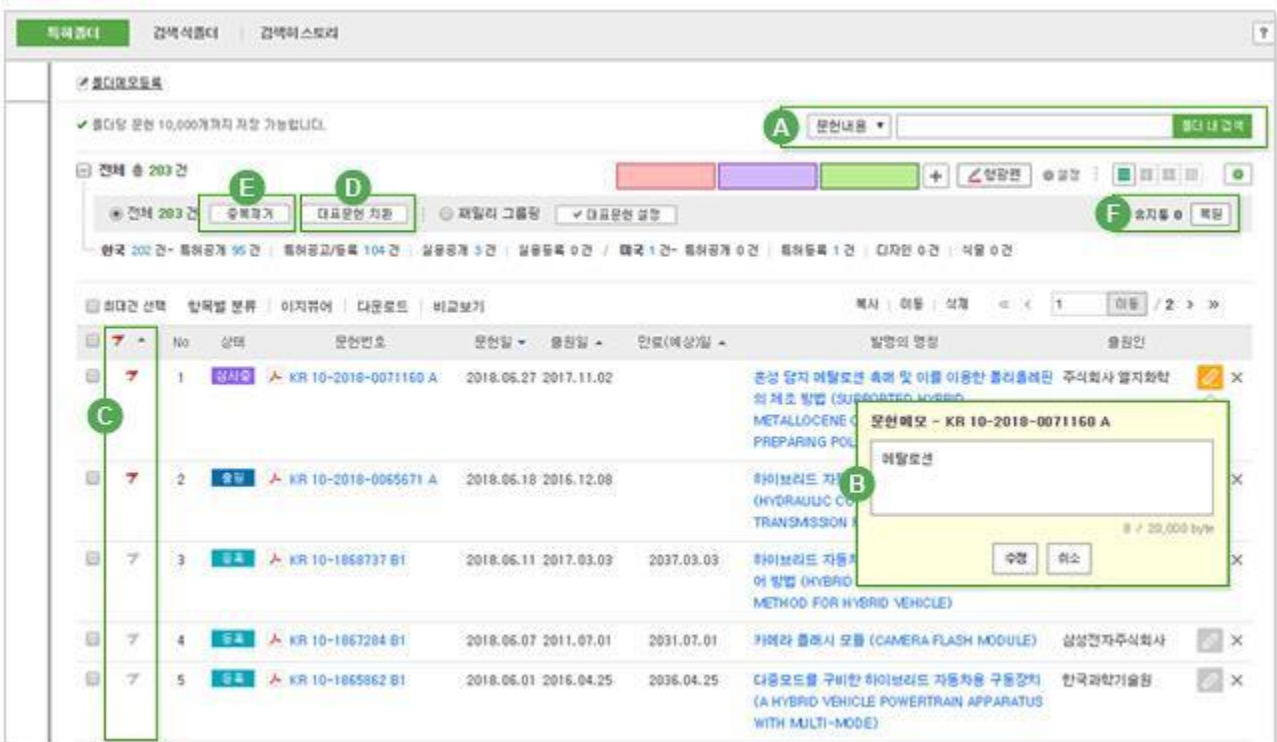 특허폴더 검색식폴더 검색히스토리 ?
폴더메모등록
폴더당 문헌 10,000개까지 저장 가능합니다.
A 문헌내용 ▼ 폴더 내 검색
전체 총 203 건 + 형광펜 설정
E D F
전체 203 건 중복제거 대표문헌 치환 패밀리 그룹핑 ✔대표문헌 설정 휴지통 0 복원
한국 202 건- 특허공개 95 건 | 특허공고/등록 104 건 | 실용공개 3 건 | 실용등록 0 건 / 미국 1 건- 특허공개 0 건 | 특허등록 1 건 | 디자인 0 건 | 식물 0 건
최대건 선택 항목별 분류 | 이지뷰어 | 다운로드 | 비교보기 복사 | 이동 | 삭제 « < 1 이동 / 2 > »
No 상태 문헌번호 문헌일 ▼ 출원일 ▲ 만료(예상)일 ▲ 발명의 명칭 출원인
1 심사중 KR 10-2018-0071160 A 2018.06.27 2017.11.02 혼성 담지 메탈로센 촉매 및 이를 이용한 폴리올레핀 주식회사 엘지화학 ×
의 제조 방법 (SUPPORTED HYBRID
METALLOCENE
PREPARING
C
문헌메모 - KR 10-2018-0071160 A
메탈로센
B
8 / 20,000 byte
수정 취소
2 출원 KR 10-2018-0065671 A 2018.06.18 2016.12.08 하이브리드 ×
(HYDRAULIC
TRANSMISSION
3 등록 KR 10-1868737 B1 2018.06.11 2017.03.03 2037.03.03 하이브리드 ×
어 방법 (HYBRID
METHOD FOR HYBRID VEHICLE)
4 등록 KR 10-1867284 B1 2018.06.07 2011.07.01 2031.07.01 카메라 플래시 모듈 (CAMERA FLASH MODULE) 삼성전자주식회사 ×
5 등록 KR 10-1865862 B1 2018.06.01 2016.04.25 2036.04.25 다중모드를 구비한 하이브리드 자동차용 구동장치 한국과학기술원 ×
(A HYBRID VEHICLE POWERTRAIN APPARATUS
WITH MULTI-MODE)